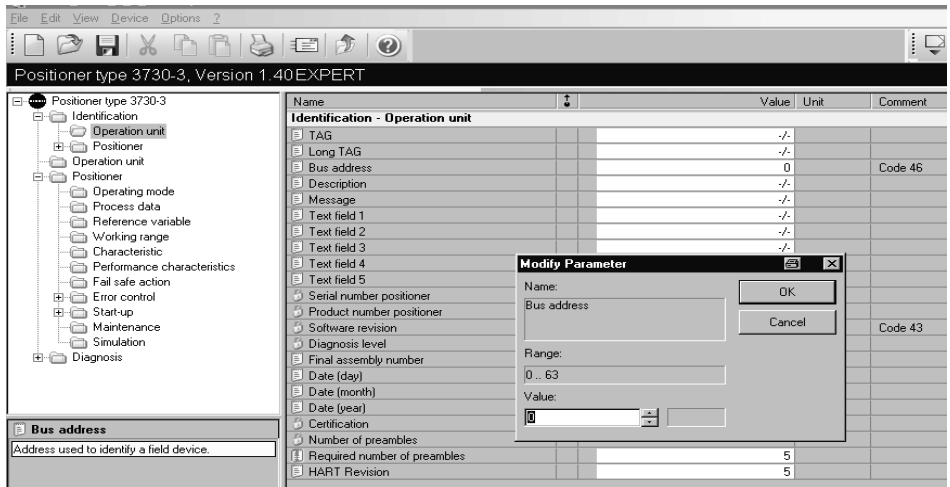 File Edit View Device Options ?
Positioner type 3730-3, Version 1.40EXPERT
Positioner type 3730-3
Identification
Operation unit
Positioner
Operation unit
Positioner
Operating mode
Process data
Reference variable
Working range
Characteristic
Performance characteristics
Fail safe action
Error control
Start-up
Maintenance
Simulation
Diagnosis
Bus address
Address used to identify a field device.
Name Value Unit Comment
Identification - Operation unit
TAG -/-
Long TAG -/-
Bus address 0 Code 46
Description -/-
Message -/-
Text field 1 -/-
Text field 2 -/-
Text field 3 -/-
Text field 4
Text field 5
Serial number positioner
Product number positioner
Software revision Code 43
Diagnosis level
Final assembly number
Date (day)
Date (month)
Date (year)
Certification
Number of preambles
Required number of preambles 5
HART Revision 5
Modify Parameter
Name:
Bus address
Range:
0 .. 63
Value:
0
OK
Cancel